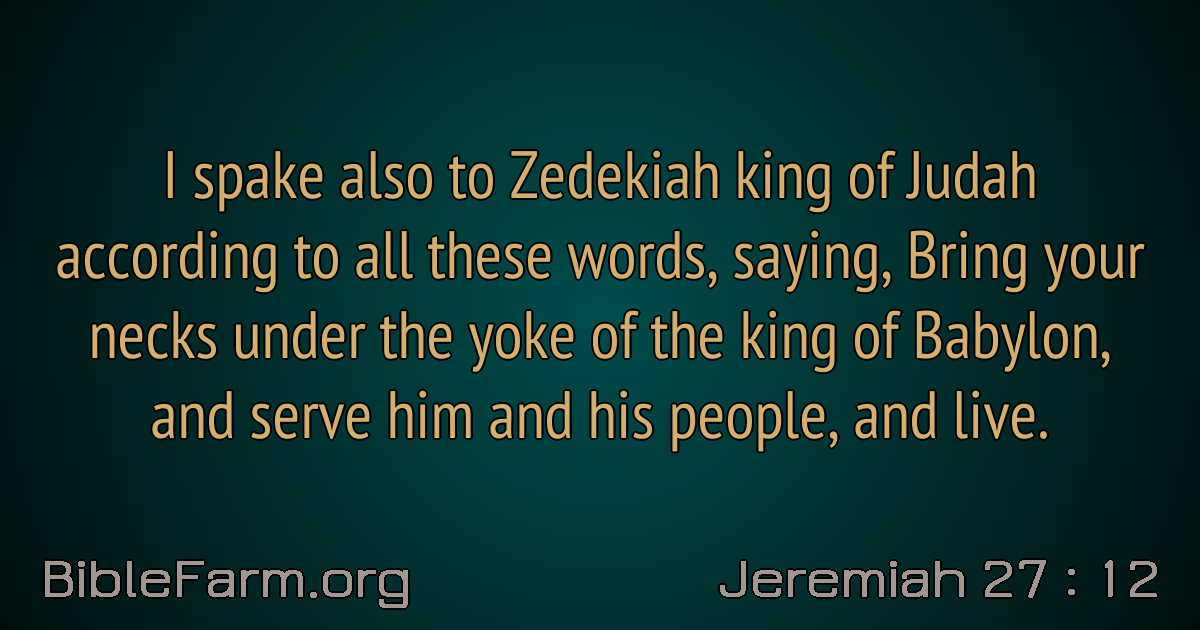 I spake also to Zedekiah king of Judah
according to all these words, saying, Bring your
necks under the yoke of the king of Babylon,
and serve him and his people, and live.
BibleFarm.org
Jeremiah 27 : 12